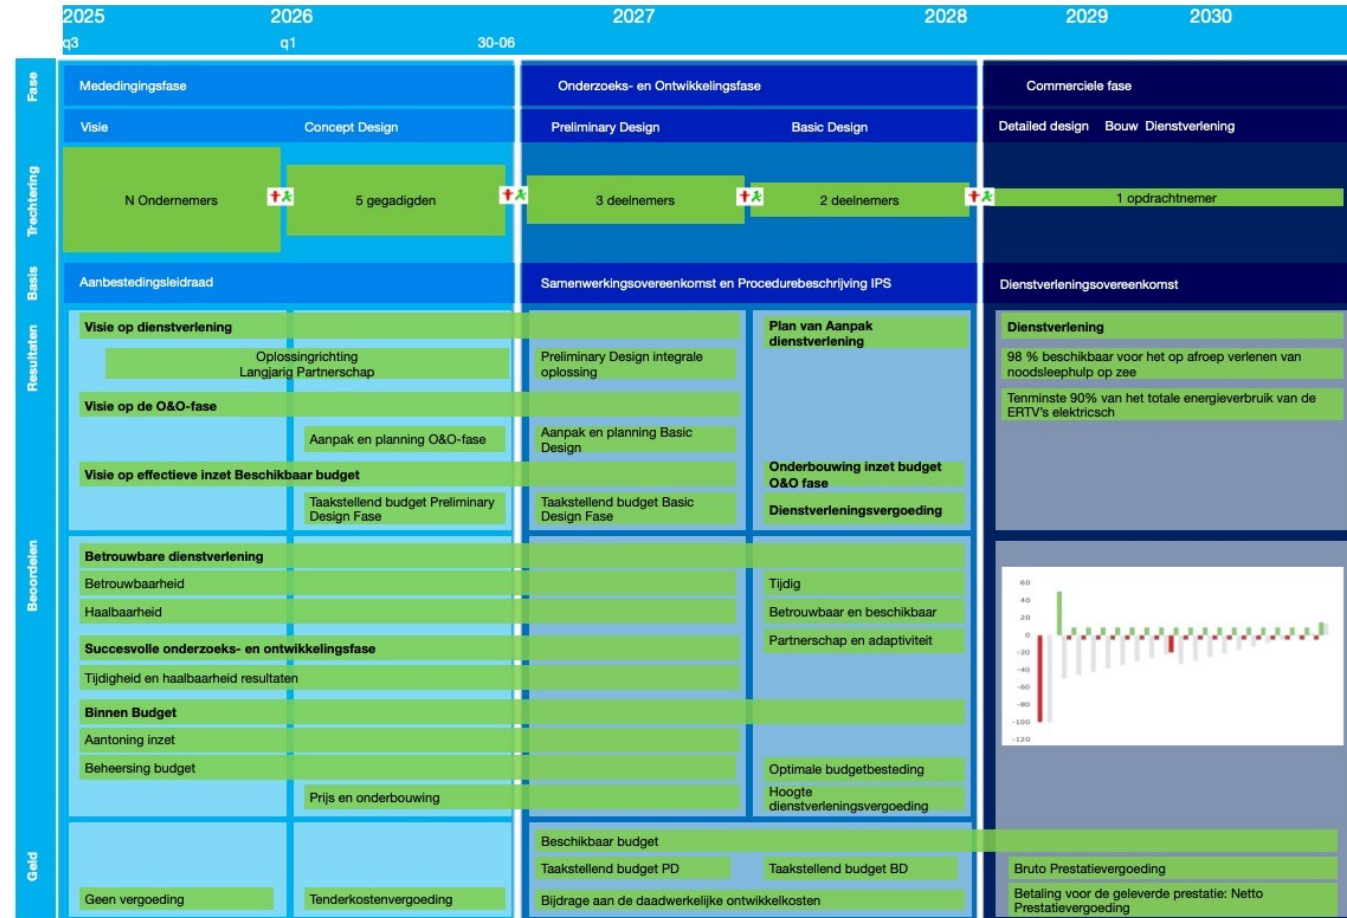 2025 2026 2027 2028 2029 2030
q3 q1 30-06
Fase
Mededingingsfase Onderzoeks- en Ontwikkelingsfase Commerciele fase
Visie Concept Design Preliminary Design Basic Design Detailed design Bouw Dienstverlening
Trechtering
N Ondernemers 5 gegadigden 3 deelnemers 2 deelnemers 1 opdrachtnemer
Basis
Aanbestedingsleidraad Samenwerkingsovereenkomst en Procedurebeschrijving IPS Dienstverleningsovereenkomst
Resultaten
Visie op dienstverlening
Plan van Aanpak
dienstverlening
Dienstverlening
Oplossingrichting
Langjarig Partnerschap
Preliminary Design integrale
oplossing
98 % beschikbaar voor het op afroep verlenen van
noodsleephulp op zee
Visie op de O&O-fase
Tenminste 90% van het totale energieverbruik van de
ERTV's elektricsch
Aanpak en planning O&O-fase
Aanpak en planning Basic
Design
Visie op effectieve inzet Beschikbaar budget
Onderbouwing inzet budget
O&O fase
Taakstellend budget Preliminary
Design Fase
Taakstellend budget Basic
Design Fase
Dienstverleningsvergoeding
Beoordelen
Betrouwbare dienstverlening
Betrouwbaarheid Tijdig
Haalbaarheid Betrouwbaar en beschikbaar
Succesvolle onderzoeks- en ontwikkelingsfase Partnerschap en adaptiviteit
Tijdigheid en haalbaarheid resultaten
Binnen Budget
Aantoning inzet
Beheersing budget Optimale budgetbesteding
Prijs en onderbouwing
Hoogte
dienstverleningsvergoeding
60
40
20
0
-20
-40
-60
-80
-100
-120
Geld
Beschikbaar budget
Taakstellend budget PD Taakstellend budget BD Bruto Prestatievergoeding
Geen vergoeding Tenderkostenvergoeding Bijdrage aan de daadwerkelijke ontwikkelkosten
Betaling voor de geleverde prestatie: Netto
Prestatievergoeding